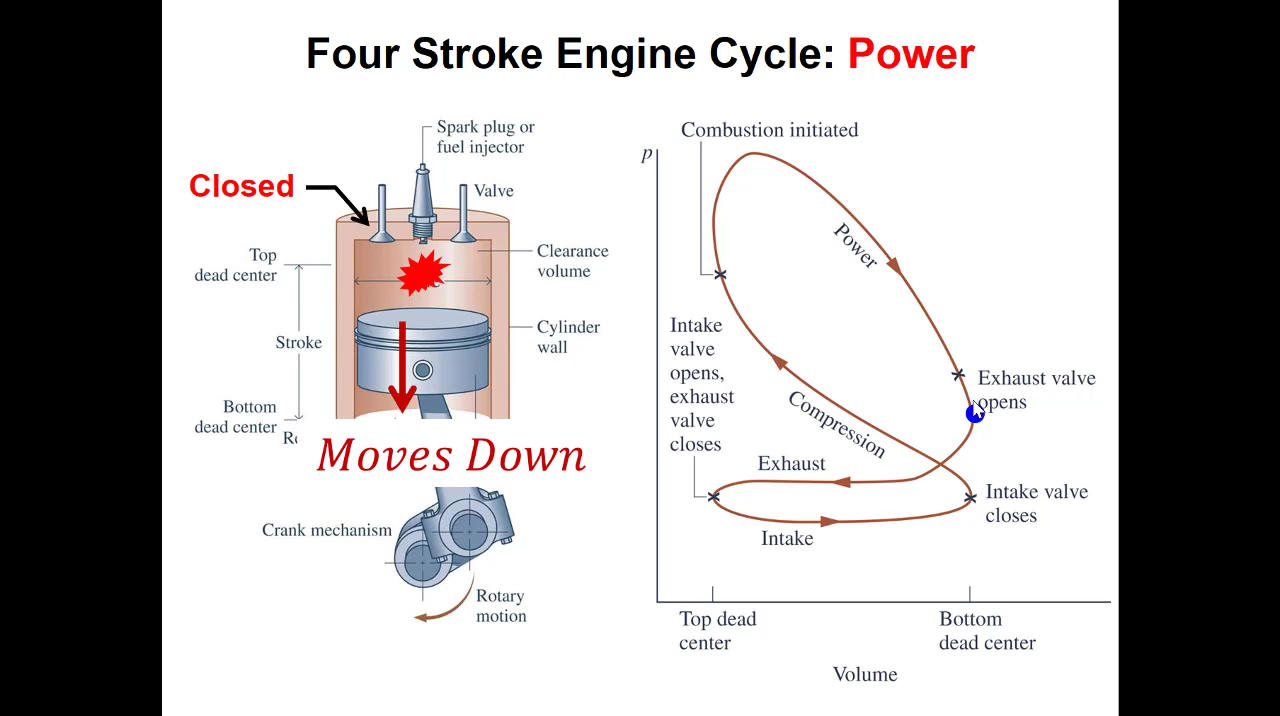 Four Stroke Engine Cycle: Power
Spark plug or
fuel injector
Closed
Valve
Top
dead center
Clearance
volume
Stroke
Cylinder
wall
Bottom
dead center
Moves Down
Crank mechanism
Rotary
motion
Combustion initiated
p
Power
Intake
valve
opens,
exhaust
valve
closes
Exhaust valve
opens
Compression
Exhaust
Intake valve
closes
Intake
Top dead
center
Bottom
dead center
Volume